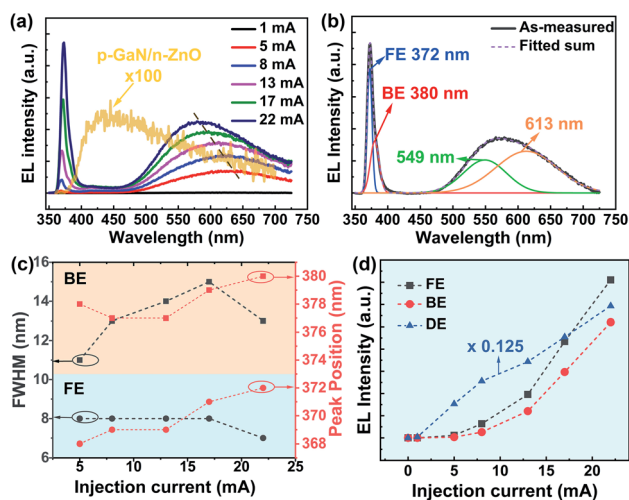 (a)
p-GaN/n-ZnO
x100
1 mA
5 mA
8 mA
13 mA
17 mA
22 mA
EL intensity (a.u.)
350 400 450 500 550 600 650 700 750
Wavelength (nm)
(b)
As-measured
Fitted sum
FE 372 nm
BE 380 nm
549 nm
613 nm
EL intensity (a.u.)
350 400 450 500 550 600 650 700 750
Wavelength (nm)
(c)
BE
FE
FWHM (nm)
16
14
12
10
8
6
Peak Position (nm)
380
378
376
374
372
370
368
5 10 15 20 25
Injection current (mA)
(d)
FE
BE
DE
x 0.125
EL Intensity (a.u.)
0 5 10 15 20
Injection current (mA)